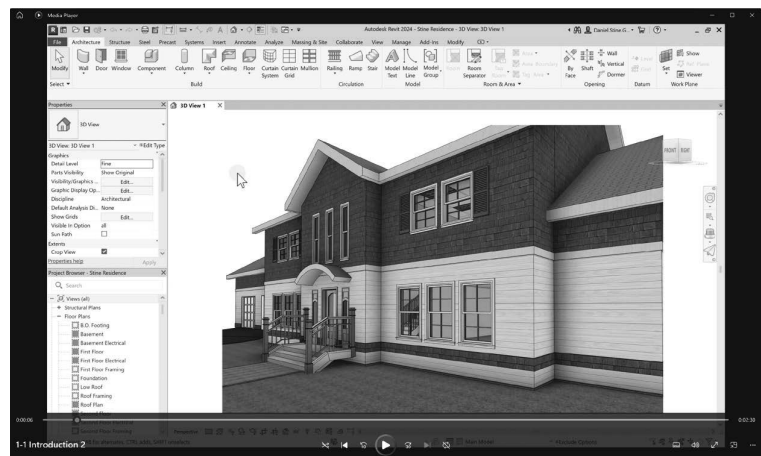 Media Player
Autodesk Revit 2024 - Stine Residence - 3D View: 3D View 1
Daniel Stine G...
File Architecture Structure Steel Precast Systems Insert Annotate Analyze Massing & Site Collaborate View Manage Add-Ins Modify
Modify Wall Door Window Component Column Roof Ceiling Floor Curtain System Curtain Grid Mullion Railing Ramp Stair Model Text Model Line Model Group Room Separator Area By Face Shaft Wall Vertical Dormer Set Show Viewer
Select Build Circulation Model Room & Area Opening Datum Work Plane
Properties
3D View 1
3D View
3D View: 3D View 1 Edit Type
Graphics
Detail Level Fine
Parts Visibility Show Original
Visibility/Graphics ... Edit...
Graphic Display Op... Edit...
Discipline Architectural
Default Analysis Di... None
Show Grids Edit...
Visible In Option all
Sun Path
Extents
Crop View
Properties help Apply
FRONT RIGHT
Project Browser - Stine Residence
Search
Views (all)
Structural Plans
Floor Plans
B.O. Footing
Basement
Basement Electrical
First Floor
First Floor Electrical
First Floor Framing
Foundation
Low Roof
Roof Framing
Roof Plan
0:00:06
0:02:30
Perspective
1-1 Introduction 2
Main Model